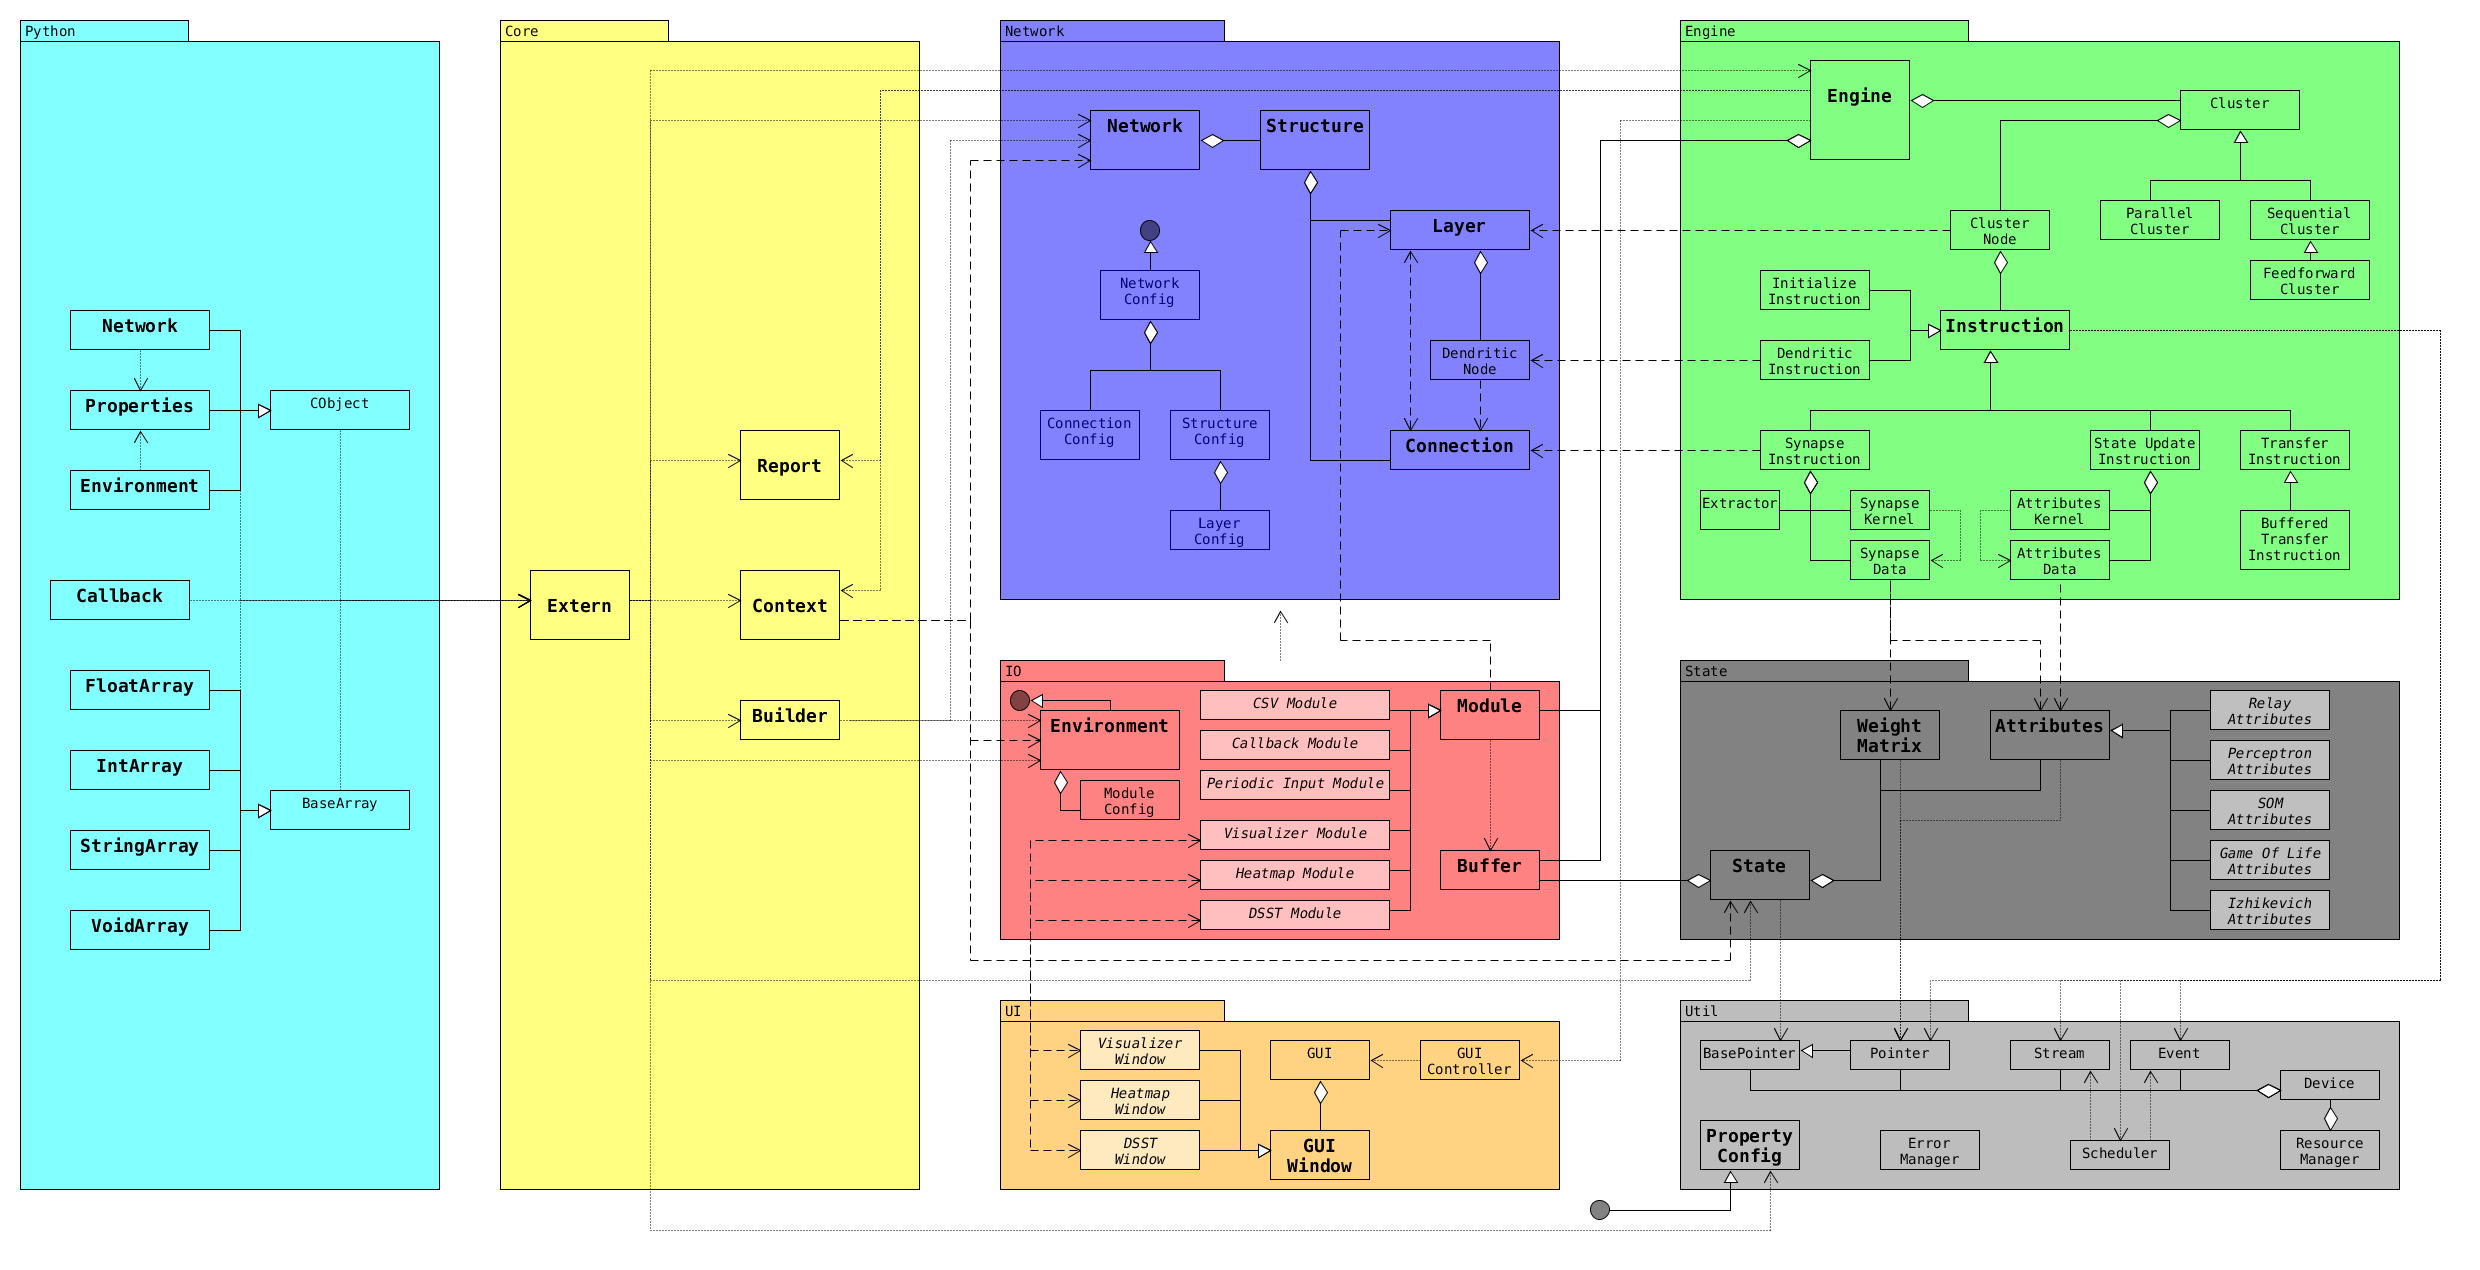 Python
Network
Properties
CObject
Environment
Callback
FloatArray
IntArray
BaseArray
StringArray
VoidArray
Core
Report
Extern
Context
Builder
Network
Network
Structure
Layer
Network
Config
Dendritic
Node
Connection
Config
Structure
Config
Connection
Layer
Config
Engine
Engine
Cluster
Cluster
Node
Parallel
Cluster
Sequential
Cluster
Feedforward
Cluster
Initialize
Instruction
Instruction
Dendritic
Instruction
Synapse
Instruction
State Update
Instruction
Transfer
Instruction
Extractor
Synapse
Kernel
Attributes
Kernel
Buffered
Transfer
Instruction
Synapse
Data
Attributes
Data
IO
Environment
Module
Config
CSV Module
Callback Module
Periodic Input Module
Visualizer Module
Heatmap Module
DSST Module
Module
Buffer
State
Weight
Matrix
Attributes
State
Relay
Attributes
Perceptron
Attributes
SOM
Attributes
Game Of Life
Attributes
Izhikevich
Attributes
UI
Visualizer
Window
Heatmap
Window
DSST
Window
GUI
GUI
Controller
GUI
Window
Util
BasePointer
Pointer
Stream
Event
Device
Property
Config
Error
Manager
Scheduler
Resource
Manager